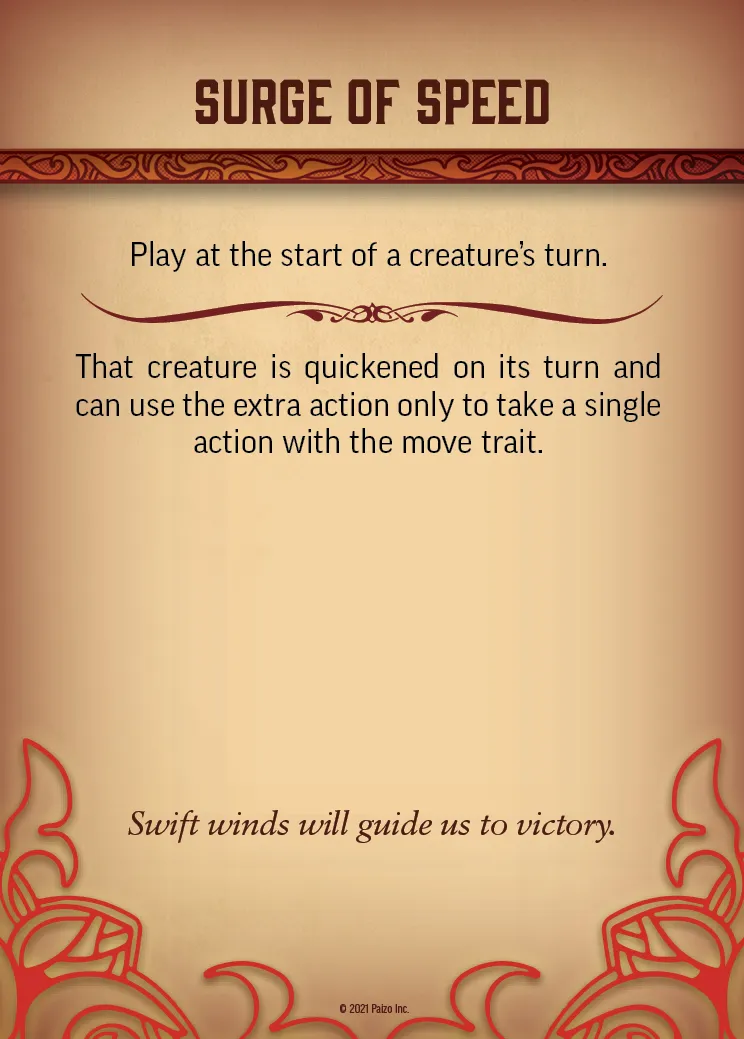 SURGE OF SPEED
Play at the start of a creature's turn.
That creature is quickened on its turn and
can use the extra action only to take a single
action with the move trait.
Swift winds will guide us to victory.
© 2021 Paizo Inc.